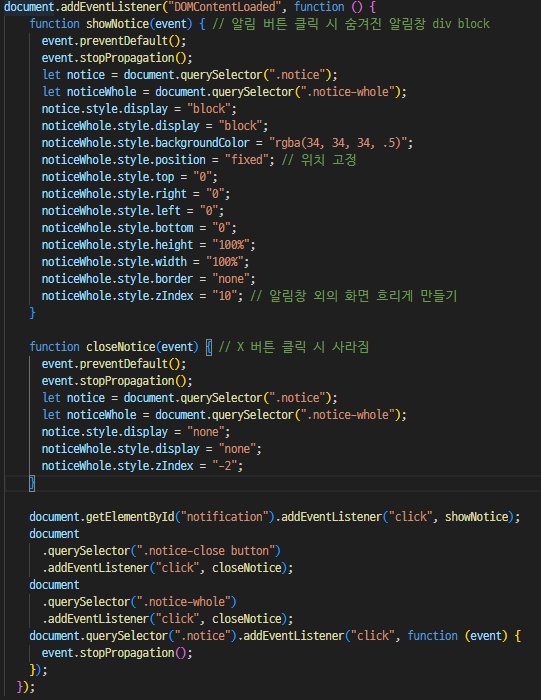 document.addEventListener("DOMContentLoaded", function () {
function showNotice(event) { // 알림 버튼 클릭 시 숨겨진 알림창 div block
event.preventDefault();
event.stopPropagation();
let notice = document.querySelector(".notice");
let noticeWhole = document.querySelector(".notice-whole");
notice.style.display = "block";
noticeWhole.style.display = "block";
noticeWhole.style.backgroundColor = "rgba(34, 34, 34, .5)";
noticeWhole.style.position = "fixed"; // 위치 고정
noticeWhole.style.top = "0";
noticeWhole.style.right = "0";
noticeWhole.style.left = "0";
noticeWhole.style.bottom = "0";
noticeWhole.style.height = "100%";
noticeWhole.style.width = "100%";
noticeWhole.style.border = "none";
noticeWhole.style.zIndex = "10"; // 알림창 외의 화면 흐리게 만들기
}
function closeNotice(event) { // X 버튼 클릭 시 사라짐
event.preventDefault();
event.stopPropagation();
let notice = document.querySelector(".notice");
let noticeWhole = document.querySelector(".notice-whole");
notice.style.display = "none";
noticeWhole.style.display = "none";
noticeWhole.style.zIndex = "-2";
}
document.getElementById("notification").addEventListener("click", showNotice);
document
.querySelector(".notice-close button")
.addEventListener("click", closeNotice);
document
.querySelector(".notice-whole")
.addEventListener("click", closeNotice);
document.querySelector(".notice").addEventListener("click", function (event) {
event.stopPropagation();
});
});